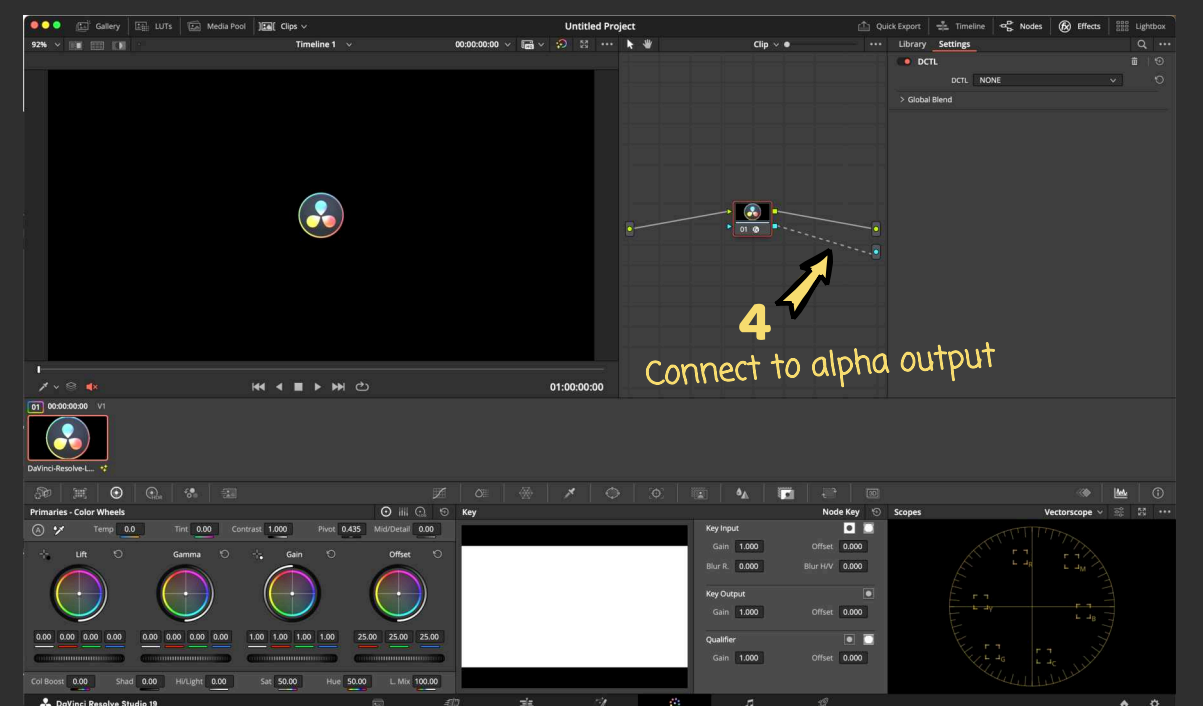 Gallery LUTs Media Pool Clips Untitled Project Quick Export Timeline Nodes Effects Lightbox
92% Timeline 1 00:00:00:00 Clip Library Settings
DCTL
DCTL NONE
Global Blend
01
4
Connect to alpha output
01:00:00:00
01 00:00:00:00 V1
DaVinci-Resolve-L...
HDR
3D
Primaries - Color Wheels Key Node Key Scopes Vectorscope
A Temp 0.0 Tint 0.00 Contrast 1.000 Pivot 0.435 Mid/Detail 0.00 Key Input
Gain 1.000 Offset 0.000
Lift Gamma Gain Offset Blur R. 0.000 Blur H/V 0.000
Key Output
Gain 1.000 Offset 0.000
0.00 0.00 0.00 0.00 0.00 0.00 0.00 0.00 1.00 1.00 1.00 1.00 25.00 25.00 25.00 Qualifier
Gain 1.000 Offset 0.000
R M Y B G C
Col Boost 0.00 Shad 0.00 Hi/Light 0.00 Sat 50.00 Hue 50.00 L. Mix 100.00
DaVinci Resolve Studio 19